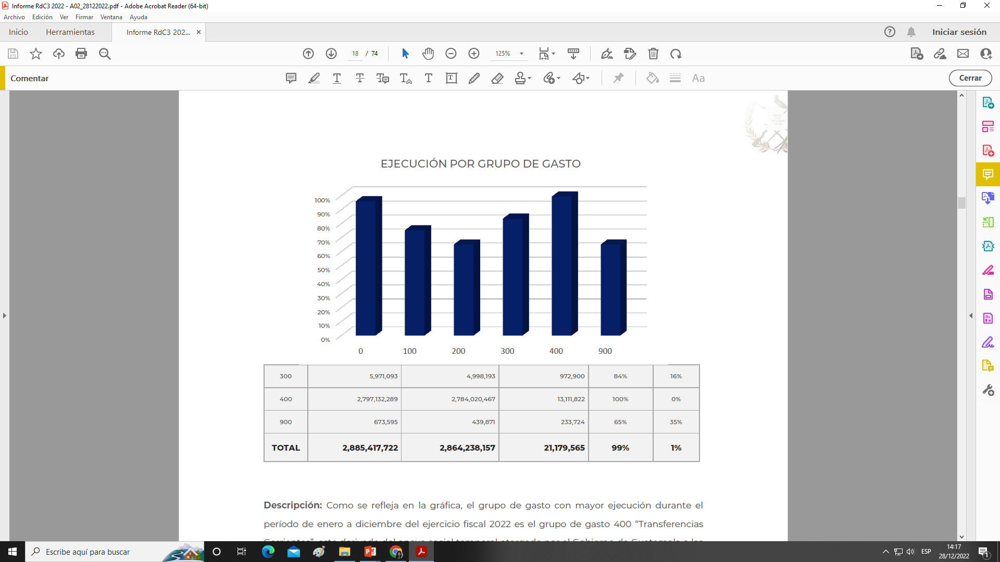 Informe RdC3 2022 - A02_28122022.pdf - Adobe Acrobat Reader (64-bit)
Archivo Edición Ver Firmar Ventana Ayuda
Inicio Herramientas Informe RdC3 202... × Iniciar sesión
18 / 74 125%
Comentar Cerrar
EJECUCIÓN POR GRUPO DE GASTO
100%
90%
80%
70%
60%
50%
40%
30%
20%
10%
0%
0 100 200 300 400 900
300 5,971,093 4,998,193 972,900 84% 16%
400 2,797,132,289 2,784,020,467 13,111,822 100% 0%
900 673,595 439,871 233,724 65% 35%
TOTAL 2,885,417,722 2,864,238,157 21,179,565 99% 1%
Descripción: Como se refleja en la gráfica, el grupo de gasto con mayor ejecución durante el
período de enero a diciembre del ejercicio fiscal 2022 es el grupo de gasto 400 “Transferencias
Escribe aquí para buscar
ESP
14:17
28/12/2022